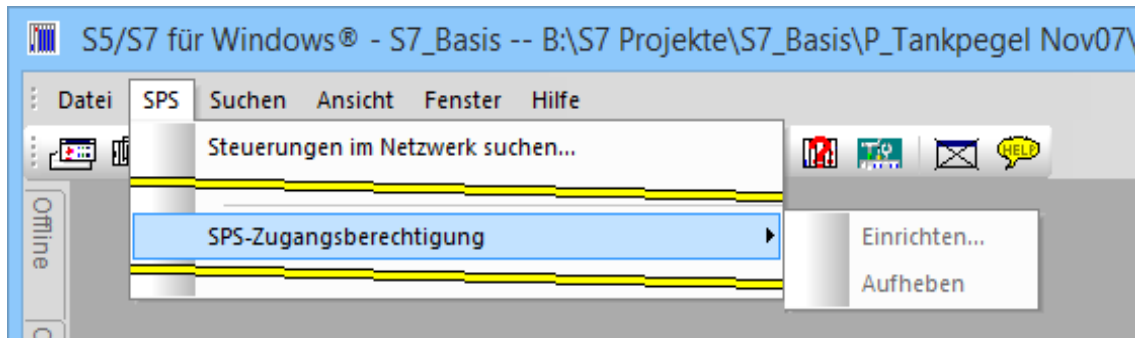 S5/S7 für Windows® - S7_Basis -- B:\S7 Projekte\S7_Basis\P_Tankpegel Nov07\
Datei SPS Suchen Ansicht Fenster Hilfe
Steuerungen im Netzwerk suchen...
HELP
Offline
SPS-Zugangsberechtigung
Einrichten...
Aufheben